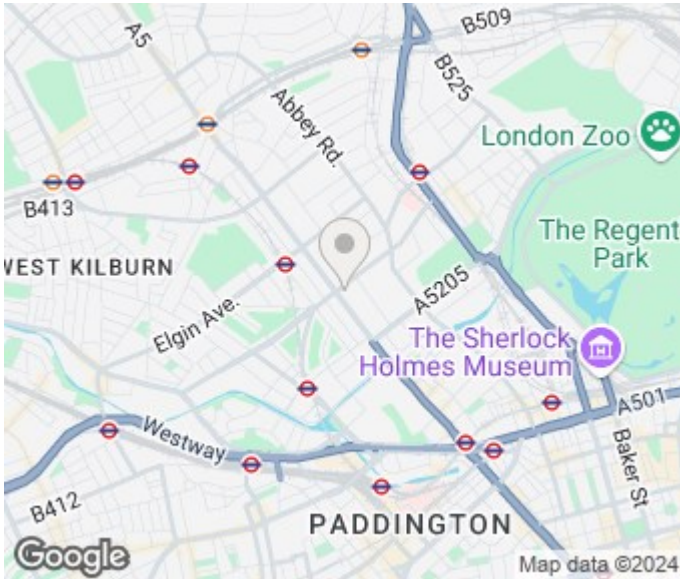 B509
A5
B525
Abbey Rd.
London Zoo
B413
The Regent
Park
WEST KILBURN
A5205
Elgin Ave.
The Sherlock
Holmes Museum
A501
Westway
Baker St
B412
PADDINGTON
Google
Map data ©2024